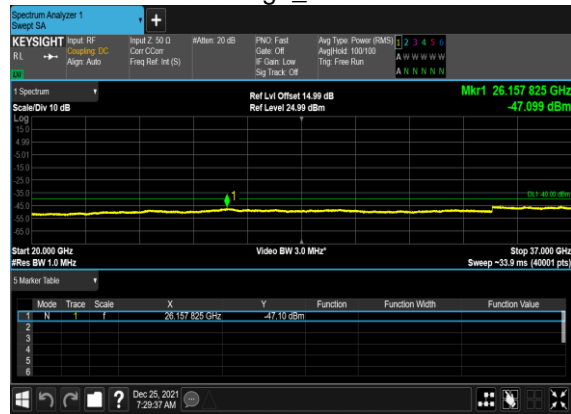 Spectrum Analyzer 1
Swept SA
+
KEYSIGHT Input: RF Input Z: 50 Ω #Atten: 20 dB PNO: Fast Avg Type: Power (RMS) 1 2 3 4 5 6
RL Coupling: DC Corr CCorr Gate: Off Avg|Hold: 100/100 A W W W W W
Align: Auto Freq Ref: Int (S) IF Gain: Low Trig: Free Run
LW Sig Track: Off A N N N N N
1 Spectrum Ref Lvl Offset 14.99 dB Mkr1 26.157 825 GHz
Scale/Div 10 dB Ref Level 24.99 dBm -47.099 dBm
Log
15.0
4.99
-5.01
-15.0
-25.0
-35.0 1 DL1 -40.00 dBm
-45.0
-55.0
-65.0
Start 20.000 GHz Video BW 3.0 MHz* Stop 37.000 GHz
#Res BW 1.0 MHz Sweep ~33.9 ms (40001 pts)
5 Marker Table
Mode Trace Scale X Y Function Function Width Function Value
1 N 1 f 26.157 825 GHz -47.10 dBm
2
3
4
5
6
? Dec 25, 2021
7:29:37 AM